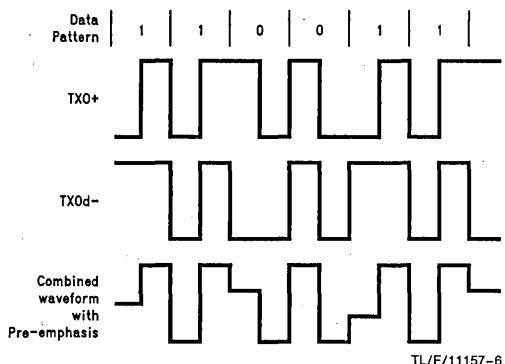 Data
Pattern | 1 | 1 | 0 | 0 | 1 | 1 |
TXO+
TXOd-
Combined
waveform
with
Pre-emphasis
TL/F/11157-6